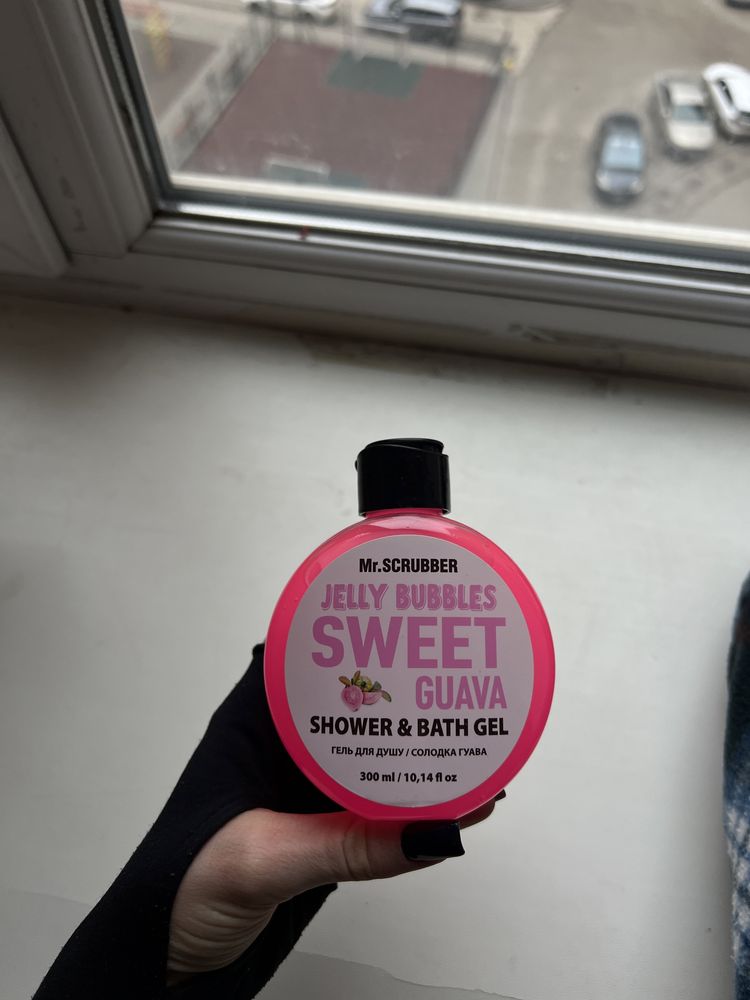 Mr.SCRUBBER
JELLY BUBBLES
SWEET
GUAVA
SHOWER & BATH GEL
ГЕЛЬ ДЛЯ ДУШУ / СОЛОДКА ГУАВА
300 ml / 10,14 fl oz